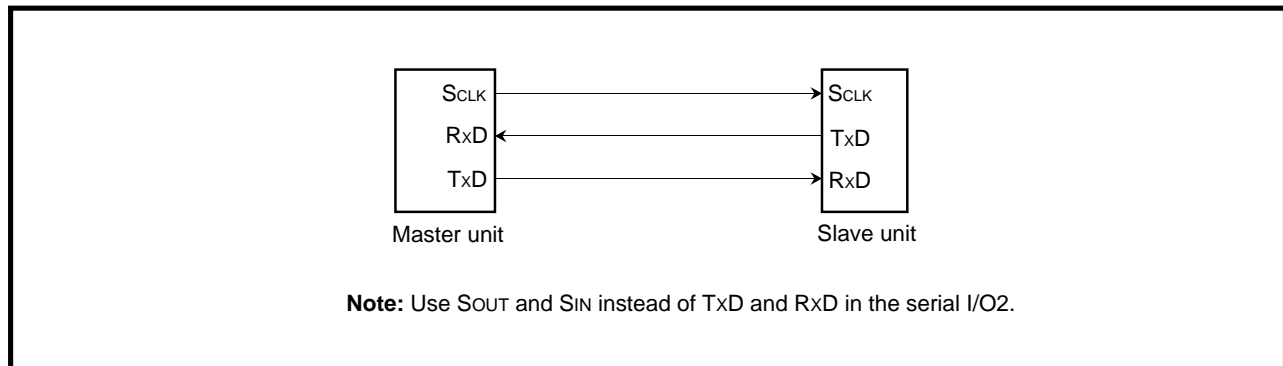 SCLK SCLK
RxD TxD
TxD RxD
Master unit Slave unit
Note: Use SOUT and SIN instead of TxD and RxD in the serial I/O2.